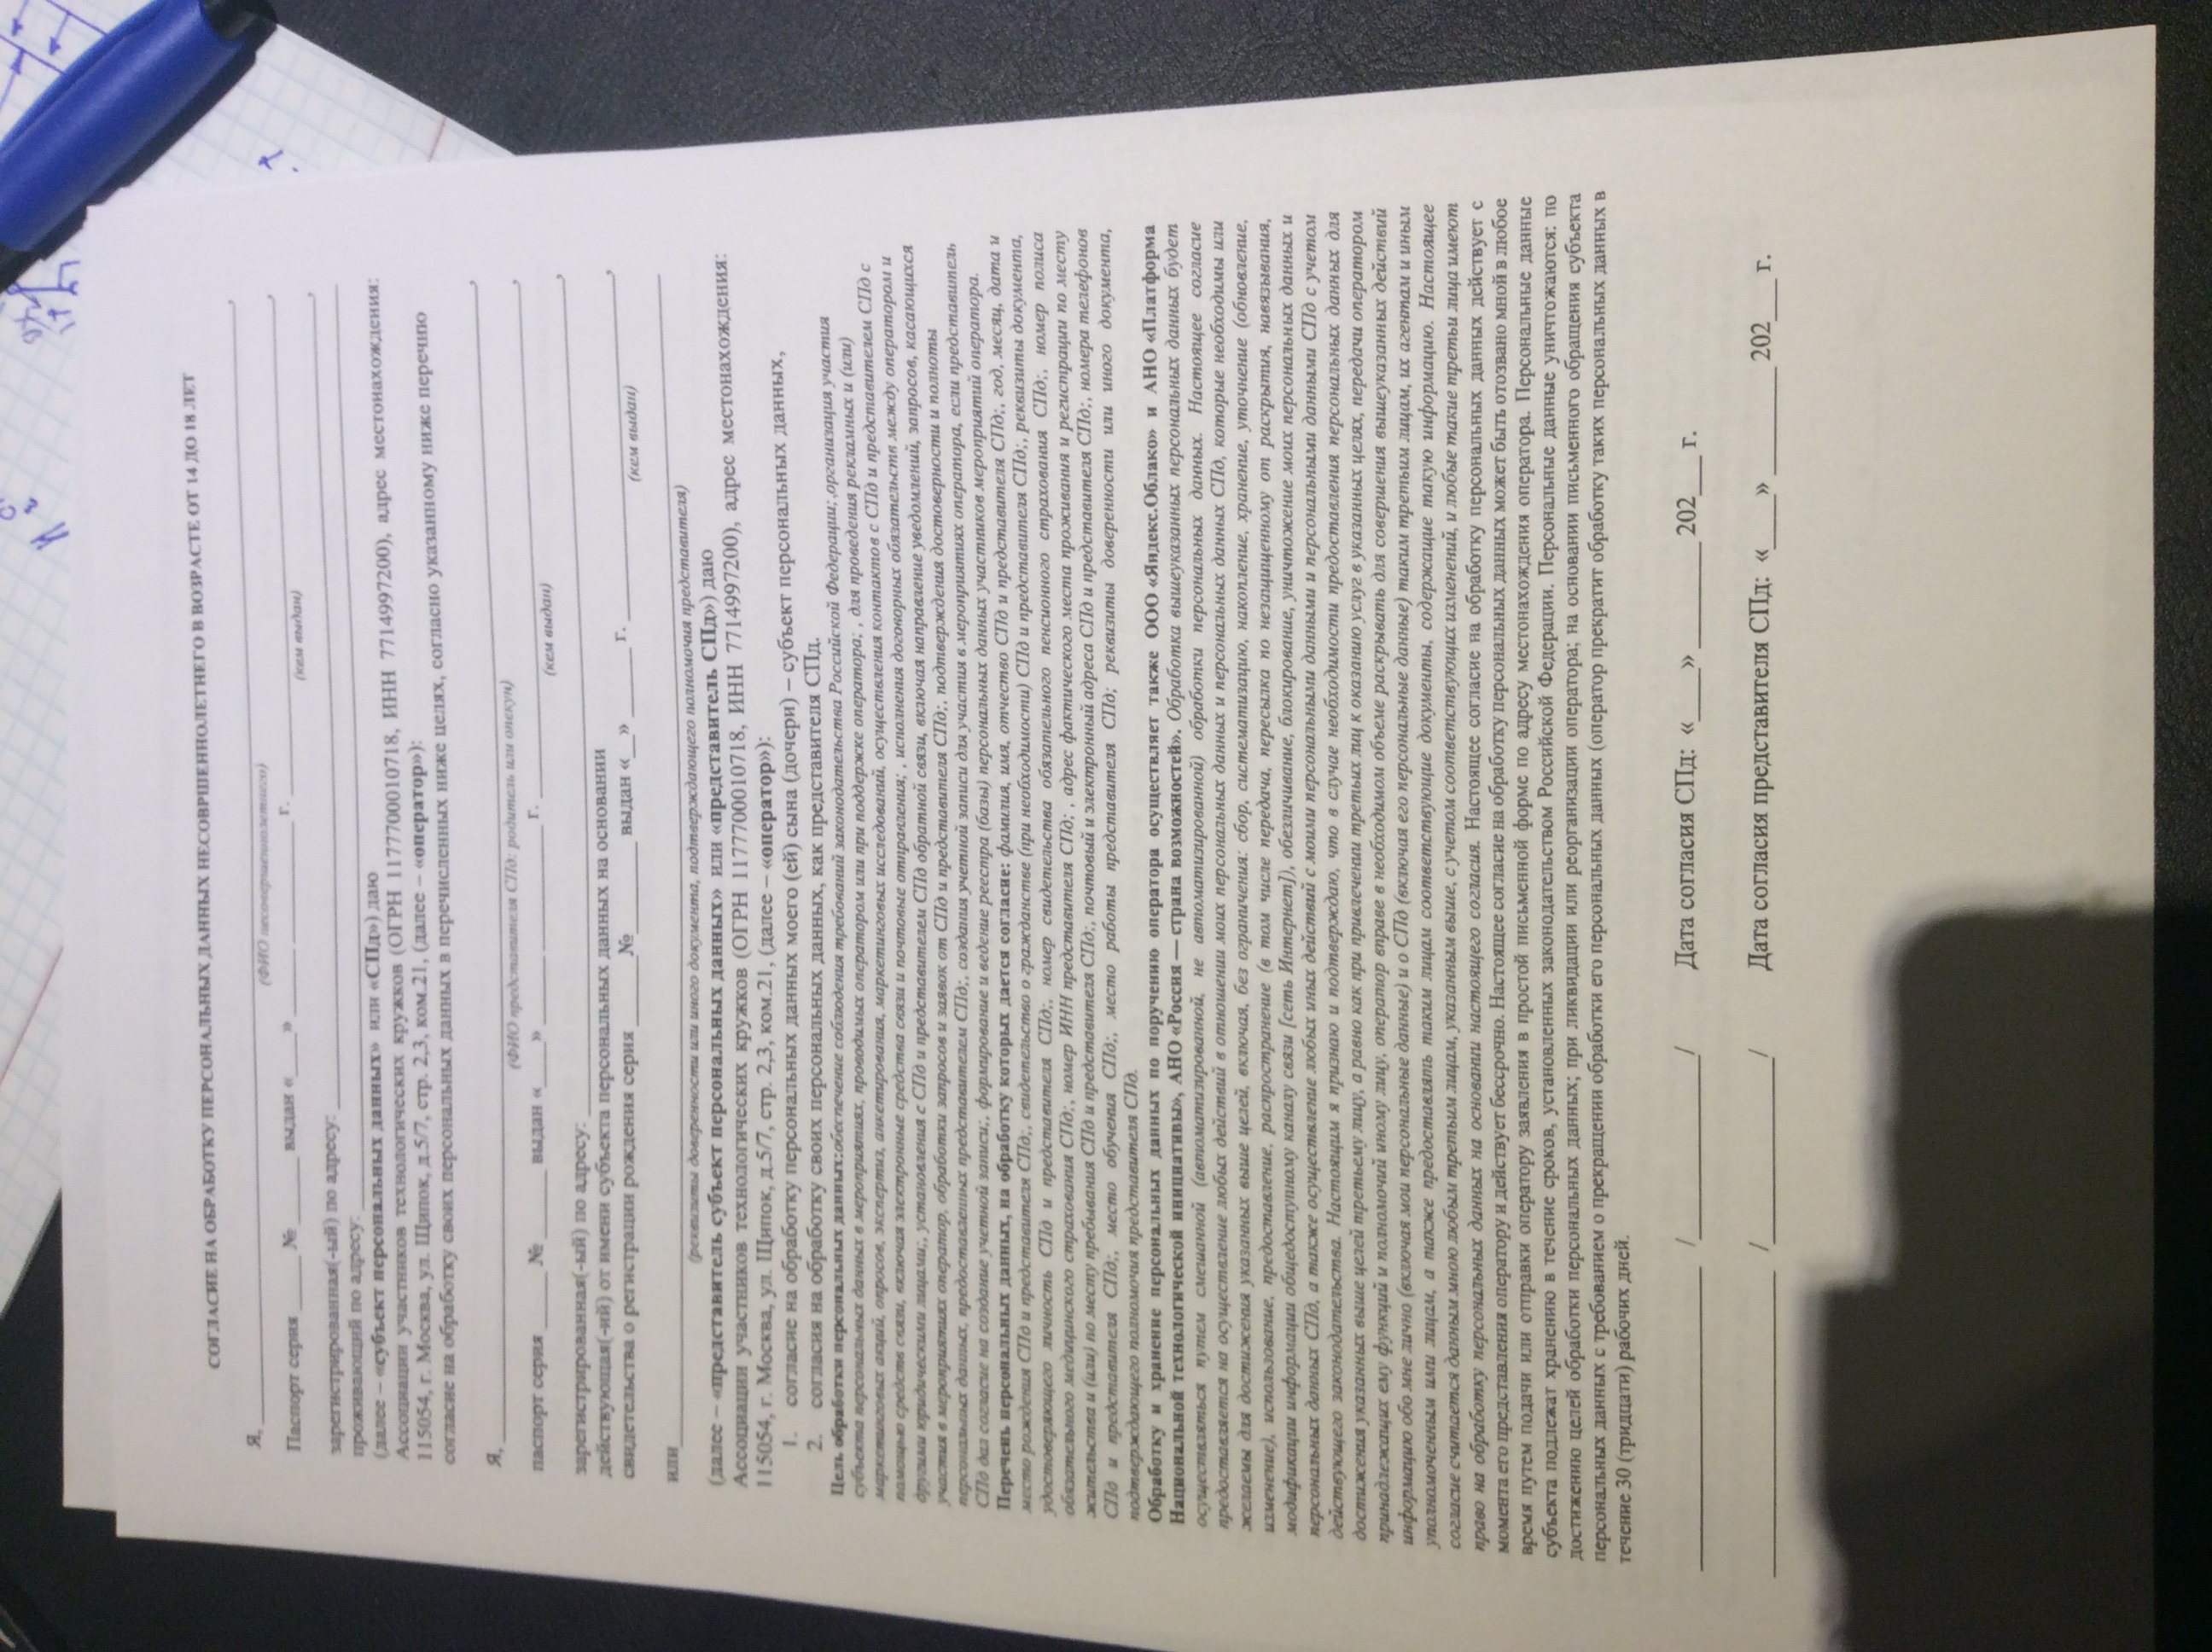 СОГЛАСИЕ НА ОБРАБОТКУ ПЕРСОНАЛЬНЫХ ДАННЫХ НЕСОВРШЕННОЛЕТНЕГО В ВОЗРАСТЕ ОТ 14 ДО 18 ЛЕТ
Я, ___,
(ФИО несовершеннолетнего)
Паспорт серия _____ № ______ выдан «____» ______ ___________ г. ___,
(кем выдан)
зарегистрированная(-ый) по адресу: ___,
проживающий по адресу: ___
(далее – «субъект персональных данных» или «СПд») даю
Ассоциации участников технологических кружков (ОГРН 1177700010718, ИНН 7714997200), адрес местонахождения:
115054, г. Москва, ул. Щипок, д.5/7, стр. 2,3, ком.21, (далее – «оператор»):
согласие на обработку своих персональных данных в перечисленных ниже целях, согласно указанному ниже перечню
Я, ___,
(ФИО представителя СПд: родитель или опекун)
паспорт серия _____ № ______ выдан «____» ______ ___________ г. ___,
(кем выдан)
зарегистрированная(-ый) по адресу: ___,
действующая(-ий) от имени субъекта персональных данных на основании
свидетельства о регистрации рождения серия ______№________ выдан «__» ______ г. ___,
(кем выдан)
или___
(реквизиты доверенности или иного документа, подтверждающего полномочия представителя)
(далее – «представитель субъект персональных данных» или «представитель СПд») даю
Ассоциации участников технологических кружков (ОГРН 1177700010718, ИНН 7714997200), адрес местонахождения:
115054, г. Москва, ул. Щипок, д.5/7, стр. 2,3, ком.21, (далее – «оператор»):
1. согласие на обработку персональных данных моего (ей) сына (дочери) – субъект персональных данных,
2. согласия на обработку своих персональных данных, как представителя СПд.
Цель обработки персональных данных:обеспечение соблюдения требований законодательства Российской Федерации; ,организация участия
субъекта персональных данных в мероприятиях, проводимых оператором или при поддержке оператора; , для проведения рекламных и (или)
маркетинговых акций, опросов, экспертиз, анкетирования, маркетинговых исследований, осуществления контактов с СПд и представителем СПд с
помощью средств связи, включая электронные средства связи и почтовые отправления; , исполнения договорных обязательств между оператором и
другими юридическими лицами;, установления с СПд и представителем СПд обратной связи, включая направление уведомлений, запросов, касающихся
участия в мероприятиях оператор, обработки запросов и заявок от СПд и представителя СПд;, подтверждения достоверности и полноты
персональных данных, предоставленных представителем СПд;, создания учетной записи для участия в мероприятиях оператора, если представитель
СПд дал согласие на создание учетной записи;, формирование и ведение реестра (базы) персональных данных участников мероприятий оператора.
Перечень персональных данных, на обработку которых дается согласие: фамилия, имя, отчество СПд и представителя СПд;, год, месяц, дата и
место рождения СПд и представителя СПд;, свидетельство о гражданстве (при необходимости) СПд и представителя СПд;, реквизиты документа,
удостоверяющего личность СПд и представителя СПд;, номер свидетельства обязательного пенсионного страхования СПд;, номер полиса
обязательного медицинского страхования СПд;, номер ИНН представителя СПд; , адрес фактического места проживания и регистрации по месту
жительства и (или) по месту пребывания СПд и представителя СПд;, почтовый и электронный адреса СПд и представителя СПд;, номера телефонов
СПд и представителя СПд;, место обучения СПд;, место работы представителя СПд; реквизиты доверенности или иного документа,
подтверждающего полномочия представителя СПд.
Обработку и хранение персональных данных по поручению оператора осуществляет также ООО «Яндекс.Облако» и АНО «Платформа
Национальной технологической инициативы», АНО «Россия — страна возможностей». Обработка вышеуказанных персональных данных будет
осуществляться путем смешанной (автоматизированной, не автоматизированной) обработки персональных данных. Настоящее согласие
предоставляется на осуществление любых действий в отношении моих персональных данных и персональных данных СПд, которые необходимы или
желаемы для достижения указанных выше целей, включая, без ограничения: сбор, систематизацию, накопление, хранение, уточнение (обновление,
изменение), использование, предоставление, распространение (в том числе передача, пересылка по незащищенному от раскрытия, навязывания,
модификации информации общедоступному каналу связи [сеть Интернет]), обезличивание, блокирование, уничтожение моих персональных данных и
персональных данных СПд, а также осуществление любых иных действий с моими персональными данными и персональными данными СПд с учетом
действующего законодательства. Настоящим я признаю и подтверждаю, что в случае необходимости предоставления персональных данных для
достижения указанных выше целей третьему лицу, а равно как при привлечении третьих лиц к оказанию услуг в указанных целях, передачи оператором
принадлежащих ему функций и полномочий иному лицу, оператор вправе в необходимом объеме раскрывать для совершения вышеуказанных действий
информацию обо мне лично (включая мои персональные данные) и о СПд (включая его персональные данные) таким третьим лицам, их агентам и иным
уполномоченным ими лицам, а также предоставлять таким лицам соответствующие документы, содержащие такую информацию. Настоящее
согласие считается данным мною любым третьим лицам, указанным выше, с учетом соответствующих изменений, и любые такие третьи лица имеют
право на обработку персональных данных на основании настоящего согласия. Настоящее согласие на обработку персональных данных действует с
момента его представления оператору и действует бессрочно. Настоящее согласие на обработку персональных данных может быть отозвано мной в любое
время путем подачи или отправки оператору заявления в простой письменной форме по адресу местонахождения оператора. Персональные данные
субъекта подлежат хранению в течение сроков, установленных законодательством Российской Федерации. Персональные данные уничтожаются: по
достижению целей обработки персональных данных; при ликвидации или реорганизации оператора; на основании письменного обращения субъекта
персональных данных с требованием о прекращении обработки его персональных данных (оператор прекратит обработку таких персональных данных в
течение 30 (тридцати) рабочих дней.
_________________ /__________/ Дата согласия СПд: «____» __________ 202___ г.
_________________ /__________/ Дата согласия представителя СПд: «____» ________ 202___ г.